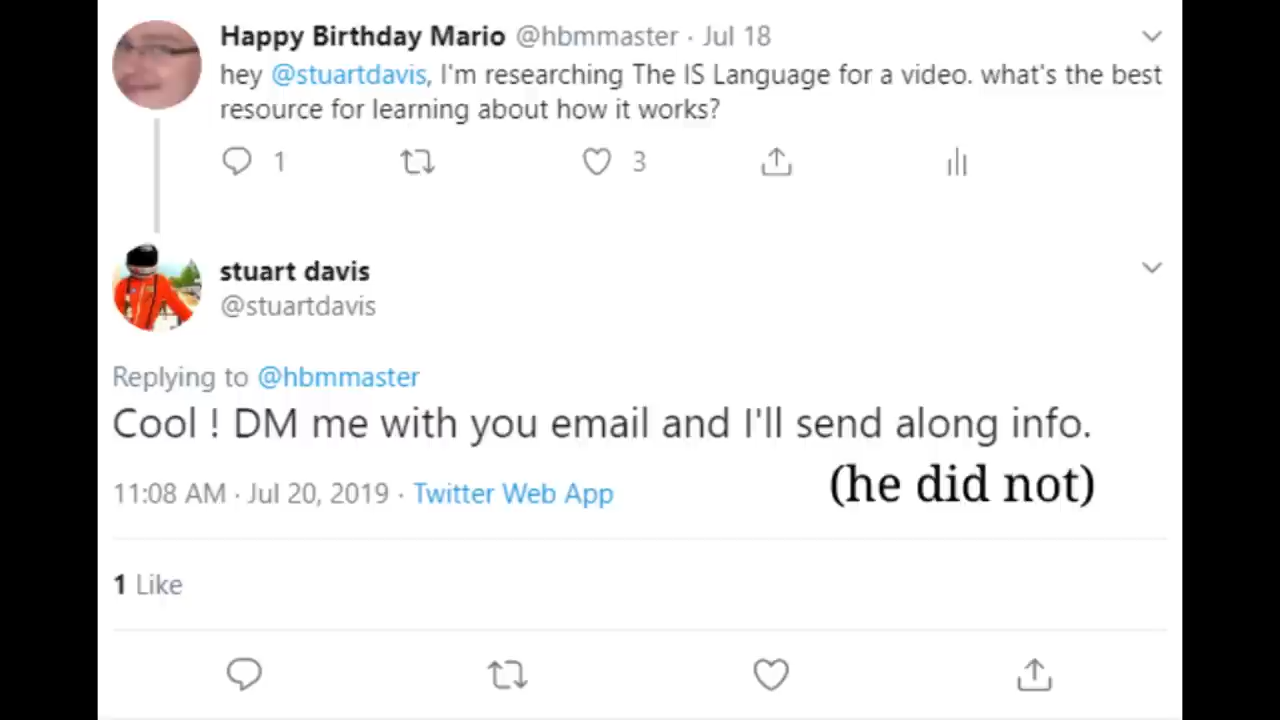 Happy Birthday Mario @hbmmaster · Jul 18
hey @stuartdavis, I'm researching The IS Language for a video. what's the best
resource for learning about how it works?
1 3
stuart davis
@stuartdavis
Replying to @hbmmaster
Cool ! DM me with you email and I'll send along info.
(he did not)
11:08 AM · Jul 20, 2019 · Twitter Web App
1 Like